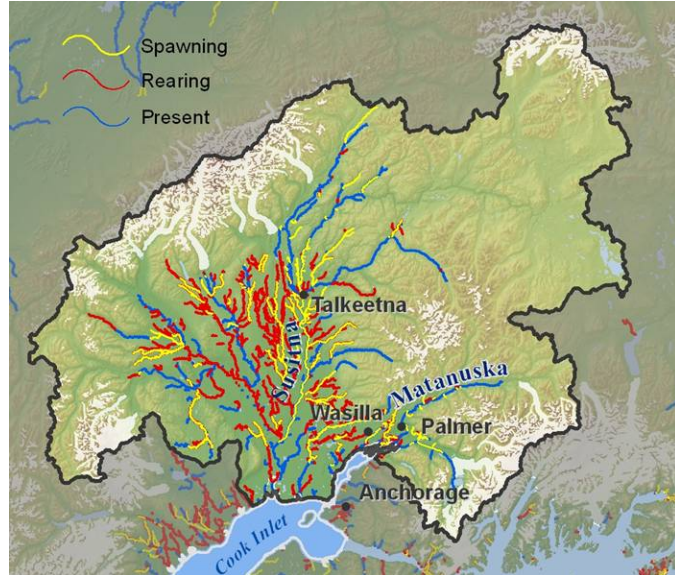 Spawning
Rearing
Present
Talkeetna
Susitna
Matanuska
Wasilla
Palmer
Anchorage
Cook Inlet